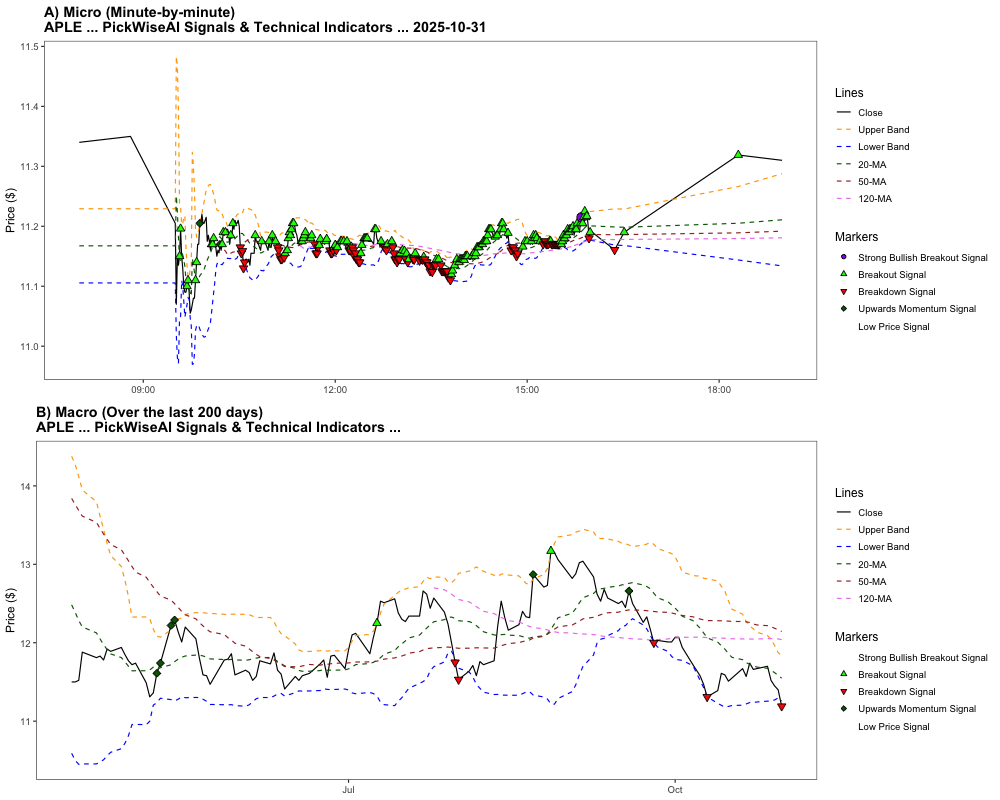 A) Micro (Minute-by-minute)
APLE ... PickWiseAI Signals & Technical Indicators ... 2025-10-31
11.5
11.4
11.3
11.2
11.1
11.0
Price ($)
09:00
12:00
15:00
18:00
Lines
Close
Upper Band
Lower Band
20-MA
50-MA
120-MA
Markers
Strong Bullish Breakout Signal
Breakout Signal
Breakdown Signal
Upwards Momentum Signal
Low Price Signal
B) Macro (Over the last 200 days)
APLE ... PickWiseAI Signals & Technical Indicators ...
14
13
12
11
Price ($)
Jul
Oct
Lines
Close
Upper Band
Lower Band
20-MA
50-MA
120-MA
Markers
Strong Bullish Breakout Signal
Breakout Signal
Breakdown Signal
Upwards Momentum Signal
Low Price Signal